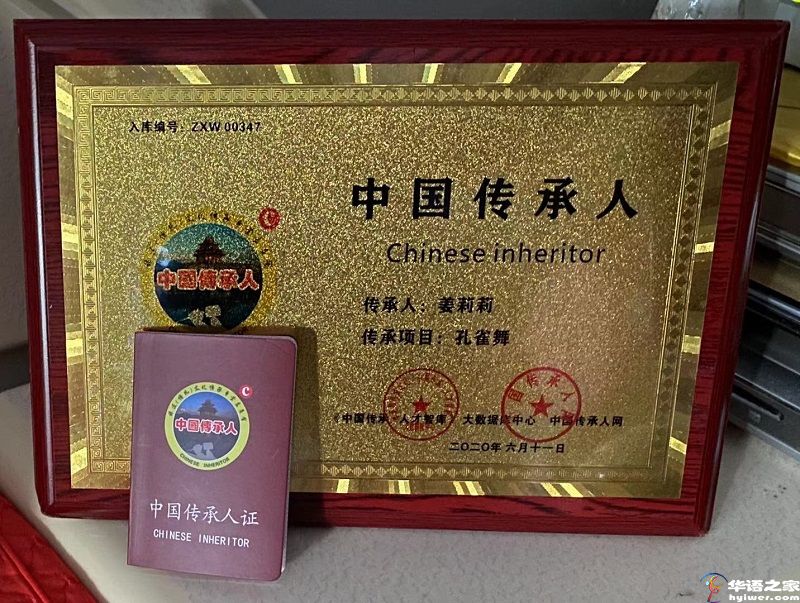 入库编号：ZXW 00347
中国传承人
Chinese inheritor
中国传承人
传承人：姜莉莉
传承项目：孔雀舞
《中国传承·人才智库》大数据库中心 中国传承人网
二〇二〇年六月十一日
中国传承人
CHINESE INHERITOR
中国传承人证
CHINESE INHERITOR
华语之家
hyiwer.com